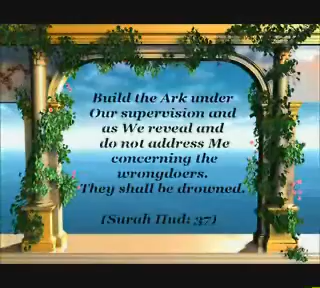 Build the Ark under
Our supervision and
as We reveal and
do not address Me
concerning the
wrongdoers.
They shall be drowned.
(Surah Hud: 37)